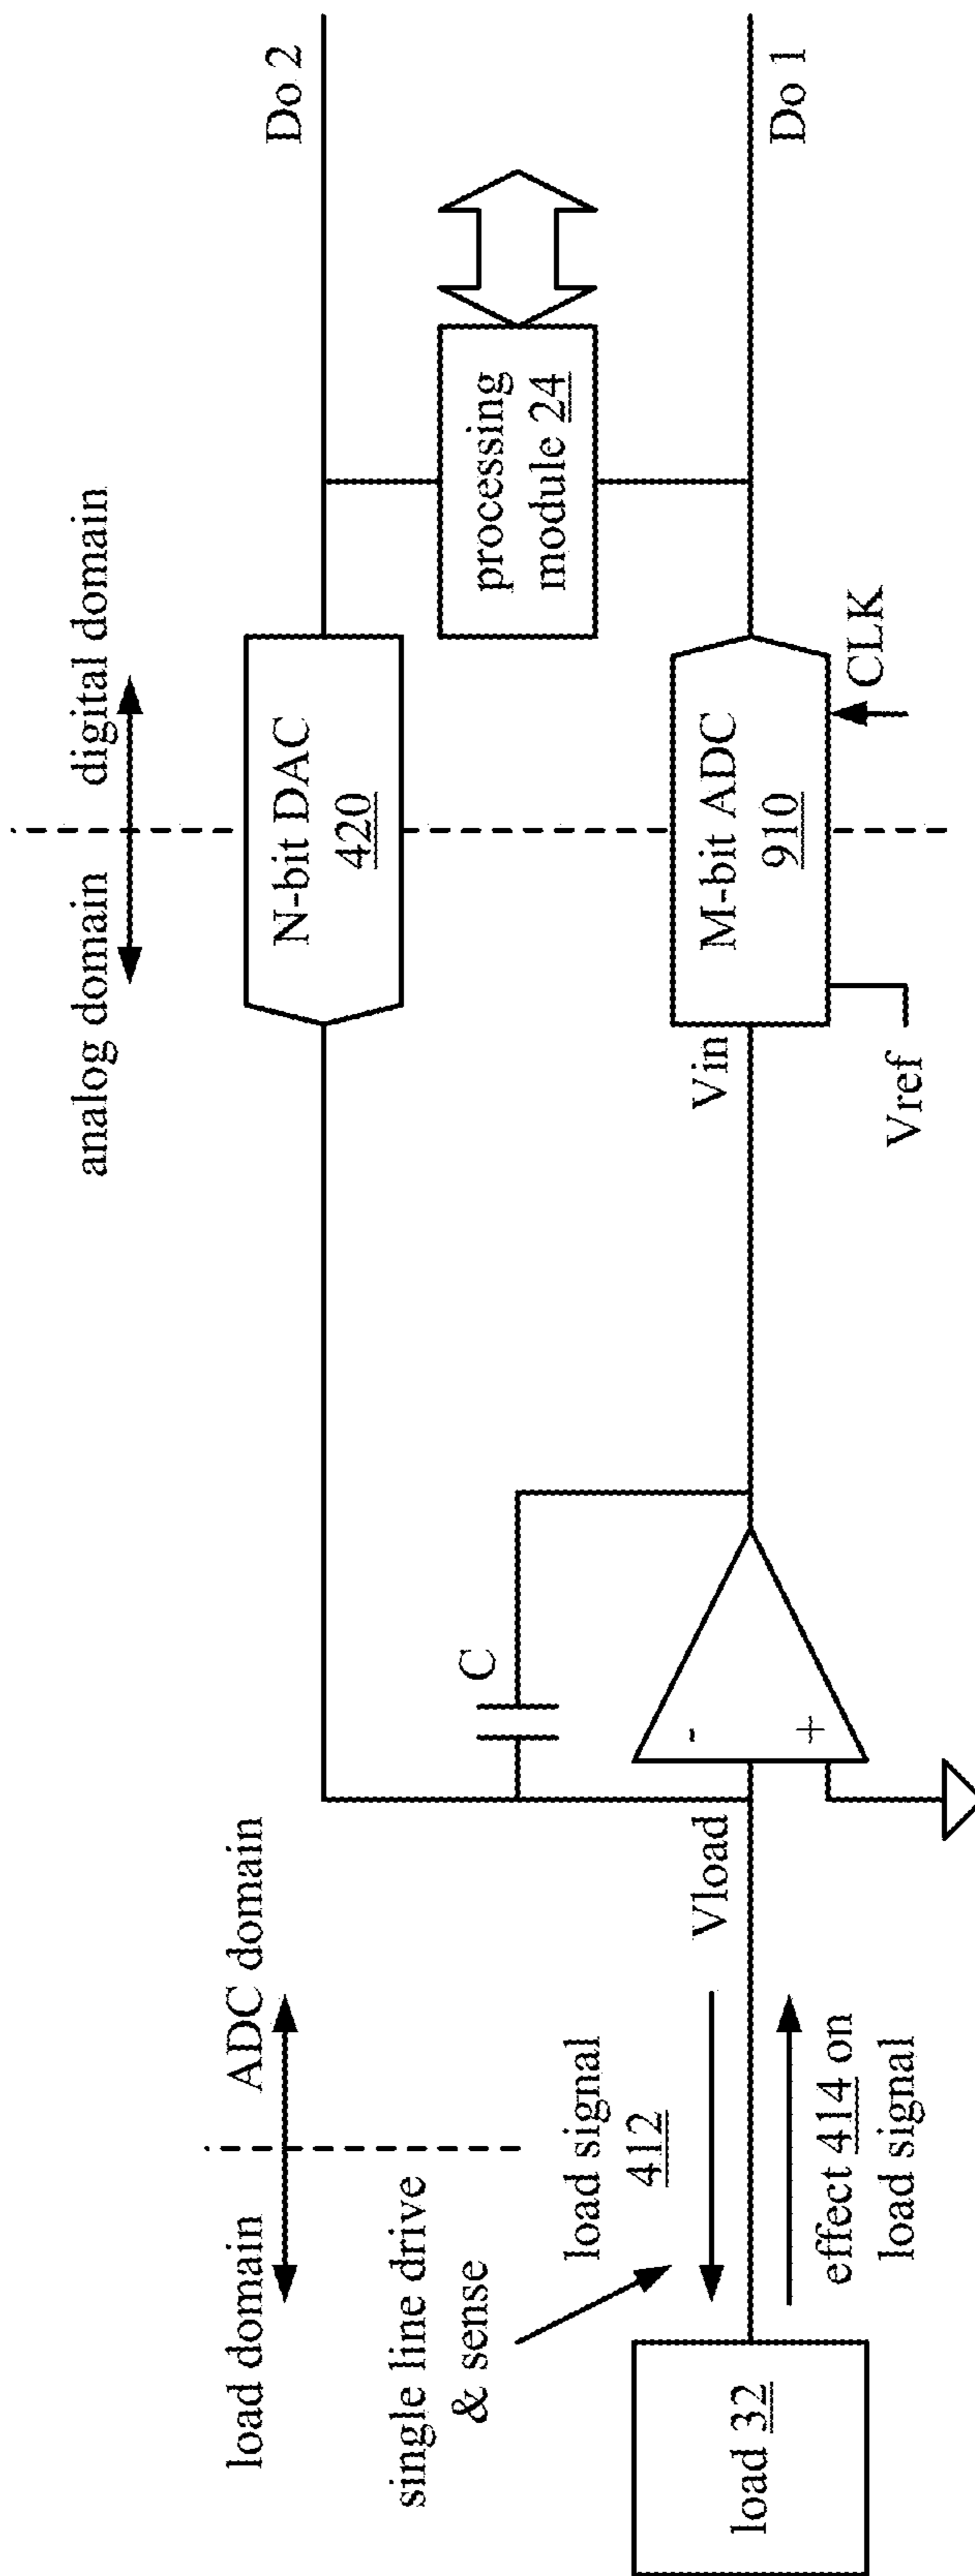 analog domain
digital domain
load domain
ADC domain
single line drive
& sense
N-bit DAC
420
Do 2
C
processing
module 24
load signal
412
Vload
-
+
Vin
M-bit ADC
910
Do 1
load 32
effect 414 on
load signal
Vref
CLK